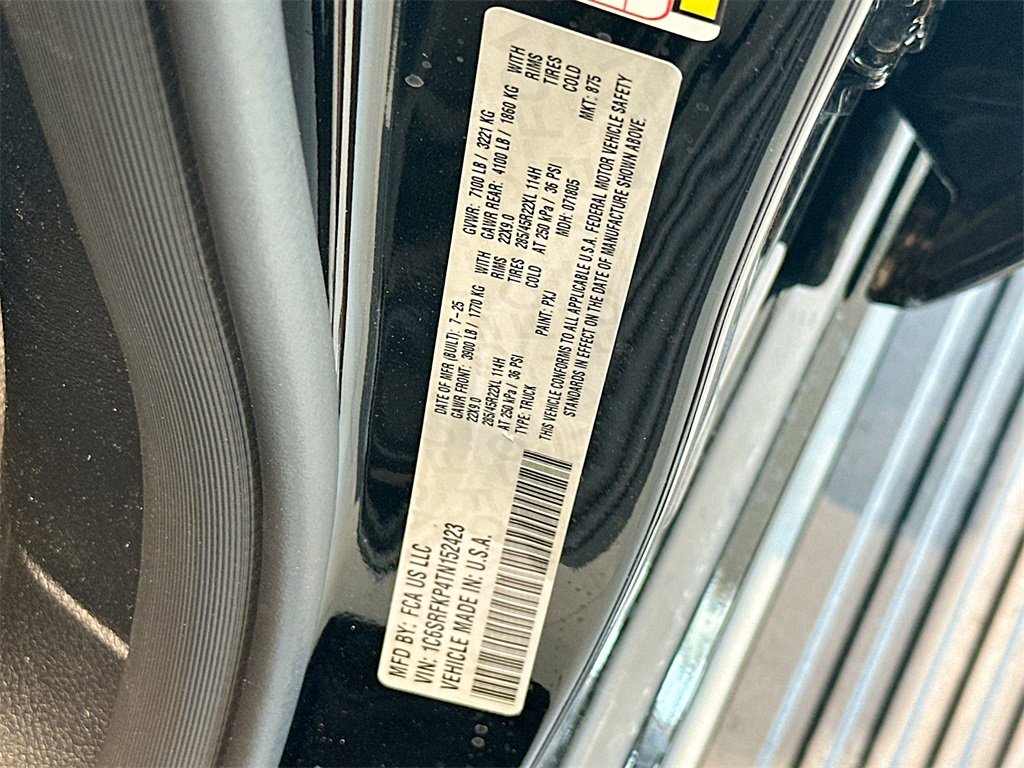 MFD BY: FCA US LLC
VIN: 1C6SRFKP4TN152423
VEHICLE MADE IN: U.S.A.
DATE OF MFR (BUILT): 7-25 GVWR: 7100 LB / 3221 KG
GAWR FRONT: 3900 LB / 1770 KG WITH GAWR REAR: 4100 LB / 1860 KG WITH
22X9.0 RIMS 22X9.0 RIMS
285/45R22XL 114H TIRES 285/45R22XL 114H TIRES
AT 250 kPa / 36 PSI COLD AT 250 kPa / 36 PSI COLD
TYPE: TRUCK PAINT: PXJ MDH: 071805 MKT: 875
THIS VEHICLE CONFORMS TO ALL APPLICABLE U.S.A. FEDERAL MOTOR VEHICLE SAFETY
STANDARDS IN EFFECT ON THE DATE OF MANUFACTURE SHOWN ABOVE.